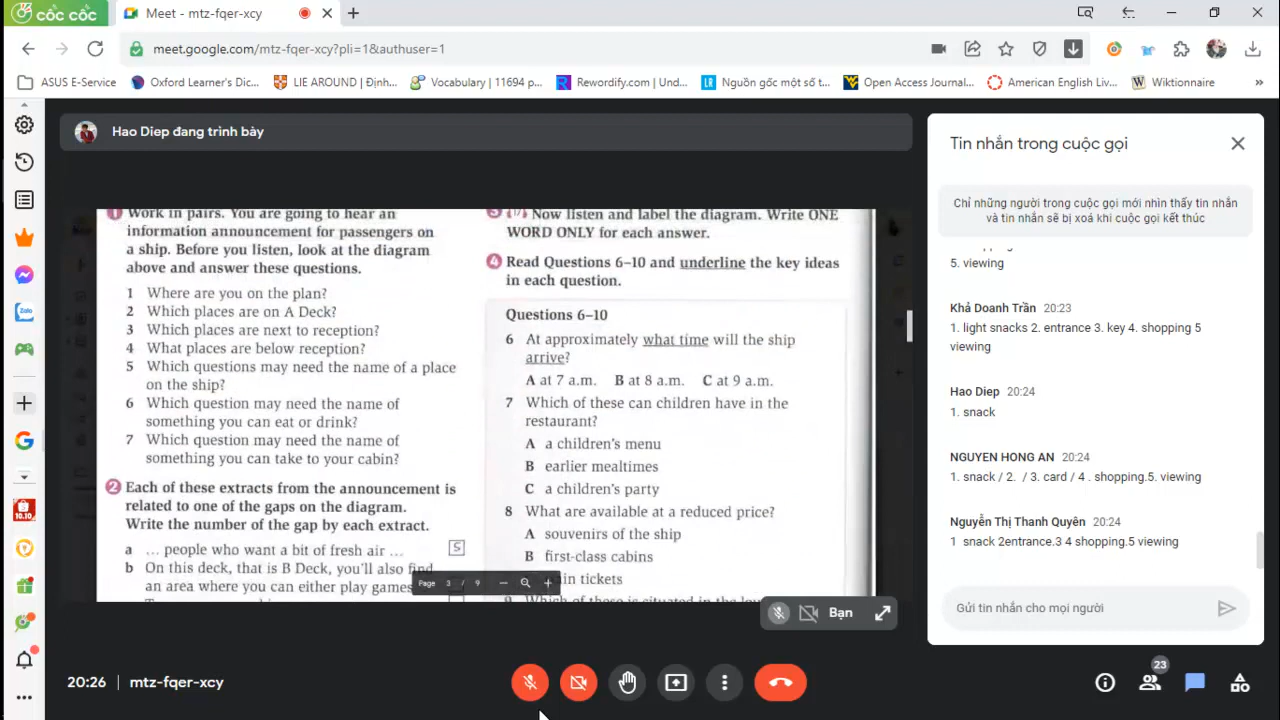 cốc cốc
Meet - mtz-fqer-xcy
meet.google.com/mtz-fqer-xcy?pli=1&authuser=1
ASUS E-Service
Oxford Learner's Dic...
LIE AROUND | Định...
Vocabulary | 11694 p...
Rewordify.com | Und...
Nguồn gốc một số t...
Open Access Journal...
American English Liv...
Wiktionnaire
Hao Diep đang trình bày
1 Work in pairs. You are going to hear an
information announcement for passengers on
a ship. Before you listen, look at the diagram
above and answer these questions.
1 Where are you on the plan?
2 Which places are on A Deck?
3 Which places are next to reception?
4 What places are below reception?
5 Which questions may need the name of a place
on the ship?
6 Which question may need the name of
something you can eat or drink?
7 Which question may need the name of
something you can take to your cabin?
2 Each of these extracts from the announcement is
related to one of the gaps on the diagram.
Write the number of the gap by each extract.
a ... people who want a bit of fresh air ... 5
b On this deck, that is B Deck, you'll also find
an area where you can either play games
3 Now listen and label the diagram. Write ONE
WORD ONLY for each answer.
4 Read Questions 6–10 and underline the key ideas
in each question.
Questions 6–10
6 At approximately what time will the ship
arrive?
A at 7 a.m. B at 8 a.m. C at 9 a.m.
7 Which of these can children have in the
restaurant?
A a children's menu
B earlier mealtimes
C a children's party
8 What are available at a reduced price?
A souvenirs of the ship
B first-class cabins
tickets
9 Which of these is situated in the
Page 3 / 9
Bạn
Tin nhắn trong cuộc gọi
Chỉ những người trong cuộc gọi mới nhìn thấy tin nhắn
và tin nhắn sẽ bị xoá khi cuộc gọi kết thúc
5. viewing
Khả Doanh Trần 20:23
1. light snacks 2. entrance 3. key 4. shopping 5
viewing
Hao Diep 20:24
1. snack
NGUYEN HONG AN 20:24
1. snack / 2. / 3. card / 4 . shopping.5. viewing
Nguyễn Thị Thanh Quyên 20:24
1 snack 2entrance.3 4 shopping.5 viewing
Gửi tin nhắn cho mọi người
20:26 | mtz-fqer-xcy
23
Zalo
10.10